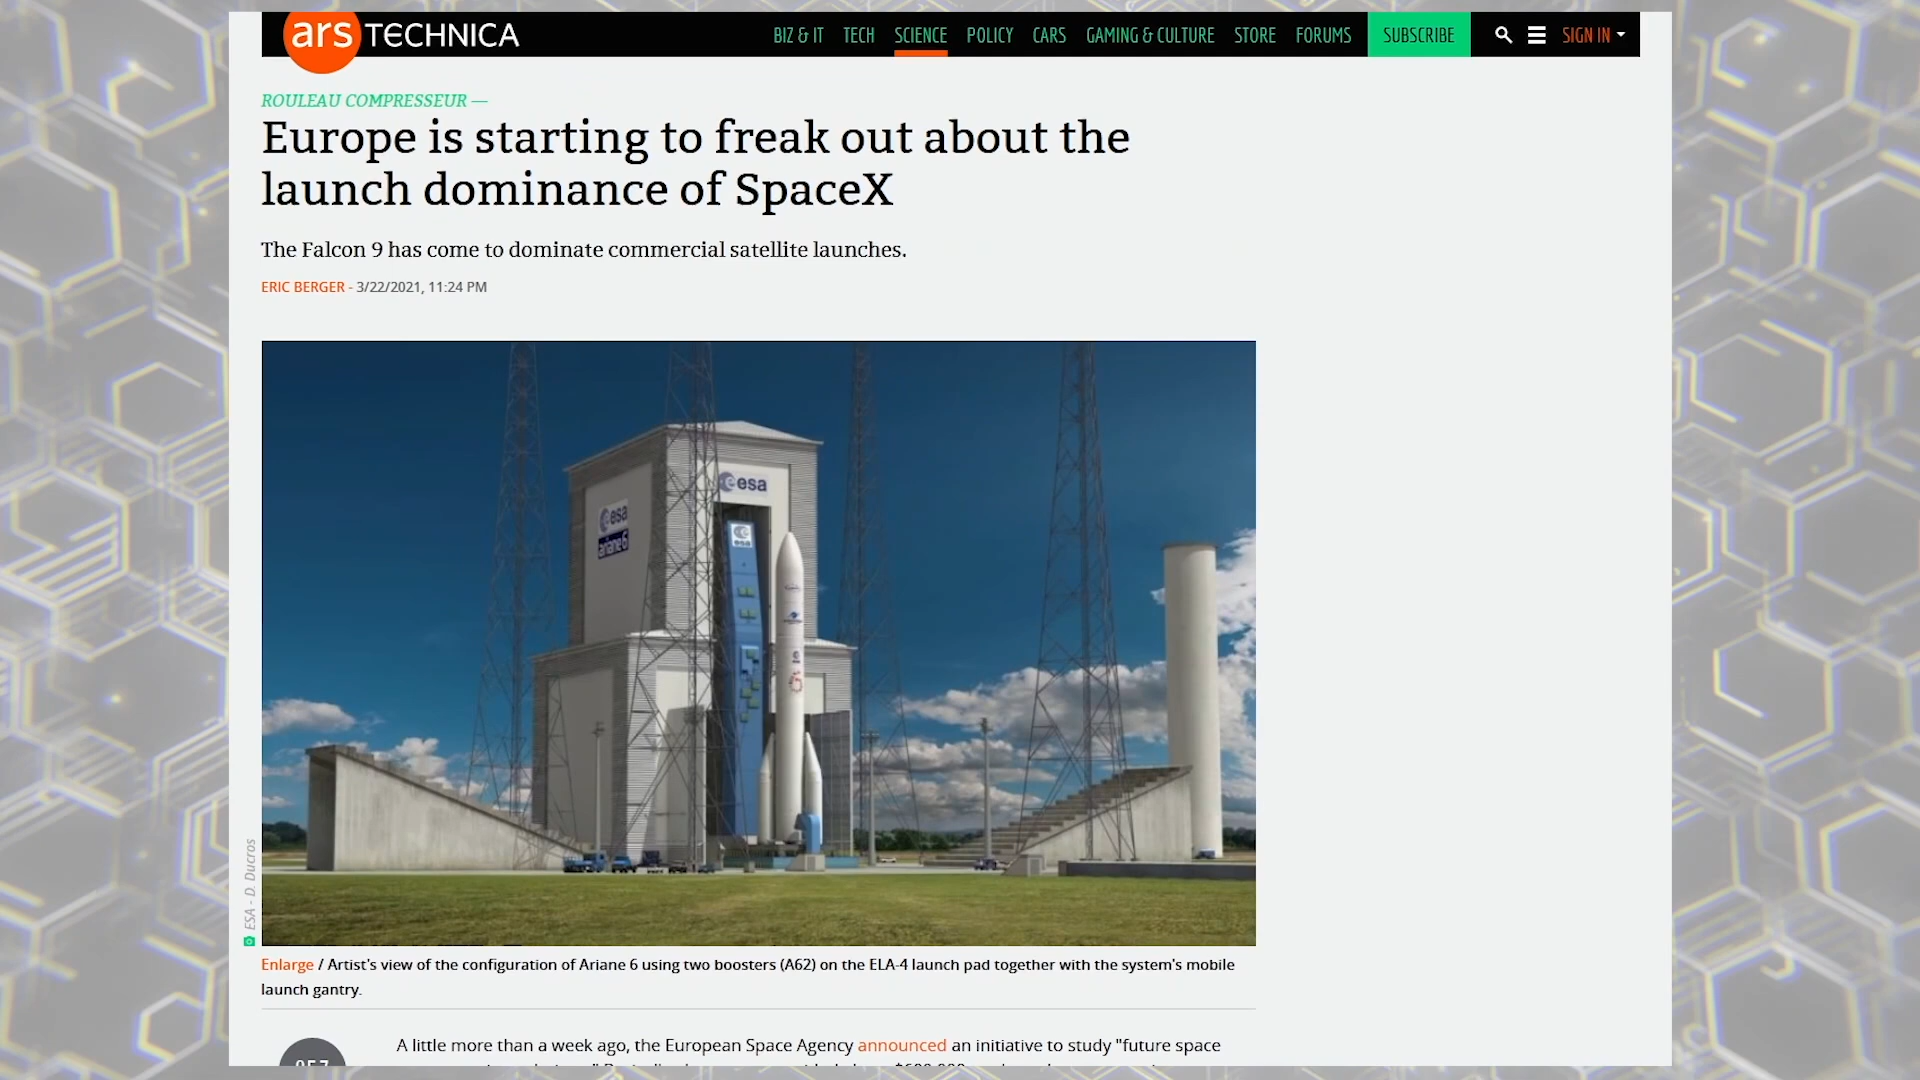 ars TECHNICA
BIZ & IT TECH SCIENCE POLICY CARS GAMING & CULTURE STORE FORUMS SUBSCRIBE SIGN IN
ROULEAU COMPRESSEUR —
Europe is starting to freak out about the
launch dominance of SpaceX
The Falcon 9 has come to dominate commercial satellite launches.
ERIC BERGER - 3/22/2021, 11:24 PM
esa
esa
ariane6
esa
ESA - D. Ducros
Enlarge / Artist's view of the configuration of Ariane 6 using two boosters (A62) on the ELA-4 launch pad together with the system's mobile
launch gantry.
A little more than a week ago, the European Space Agency announced an initiative to study "future space